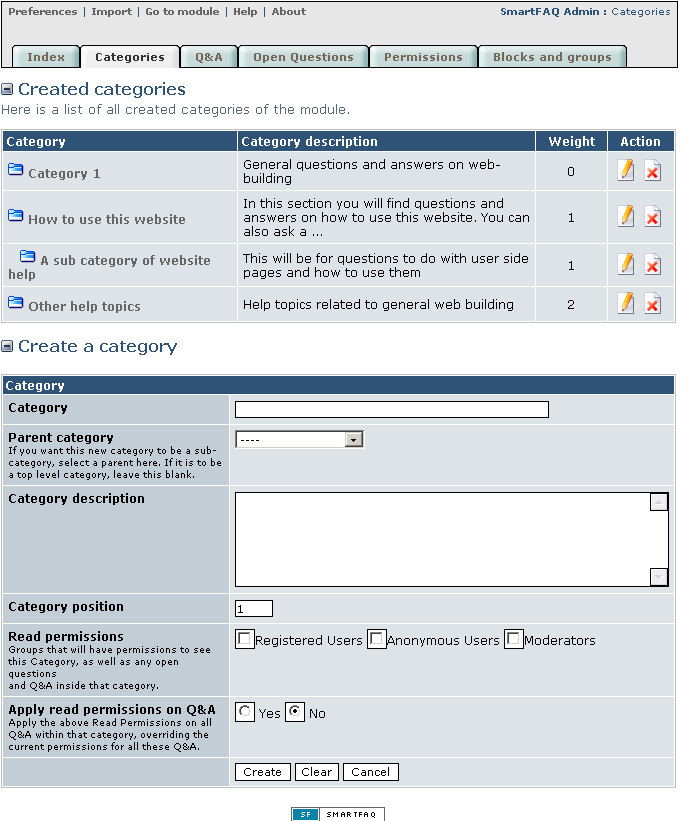 Preferences | Import | Go to module | Help | About
SmartFAQ Admin : Categories
Index
Categories
Q&A
Open Questions
Permissions
Blocks and groups
Created categories
Here is a list of all created categories of the module.
Category
Category description
Weight
Action
Category 1
General questions and answers on web-
building
0
How to use this website
In this section you will find questions and
answers on how to use this website. You can
also ask a ...
1
A sub category of website
help
This will be for questions to do with user side
pages and how to use them
1
Other help topics
Help topics related to general web building
2
Create a category
Category
Category
Parent category
If you want this new category to be a sub-
category, select a parent here. If it is to be
a top level category, leave this blank.
----
Category description
Category position
1
Read permissions
Groups that will have permissions to see
this Category, as well as any open
questions
and Q&A inside that category.
Registered Users Anonymous Users Moderators
Apply read permissions on Q&A
Apply the above Read Permissions on all
Q&A within that category, overriding the
current permissions for all these Q&A.
Yes No
Create Clear Cancel
SF SMARTFAQ